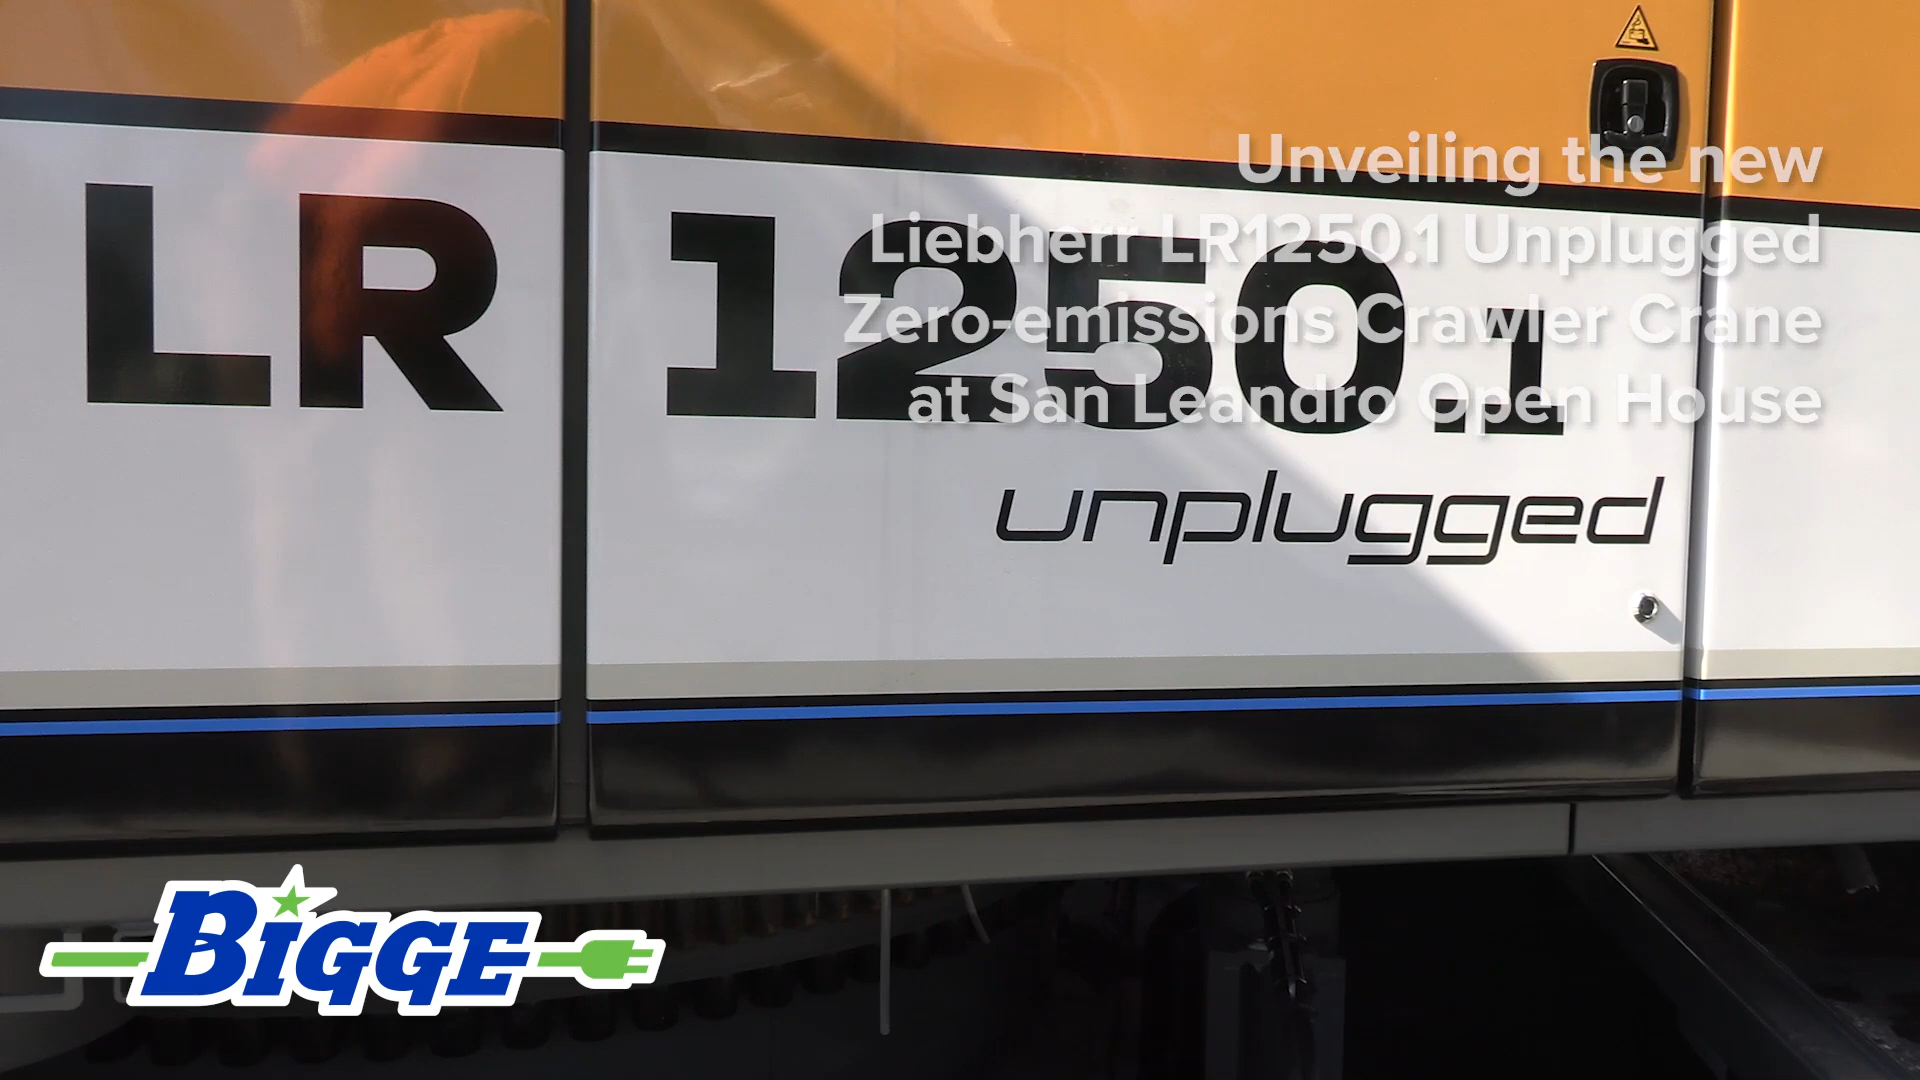 Unveiling the new
Liebherr LR1250.1 Unplugged
Zero-emissions Crawler Crane
at San Leandro Open House
LR 1250.1
unplugged
BIGGE